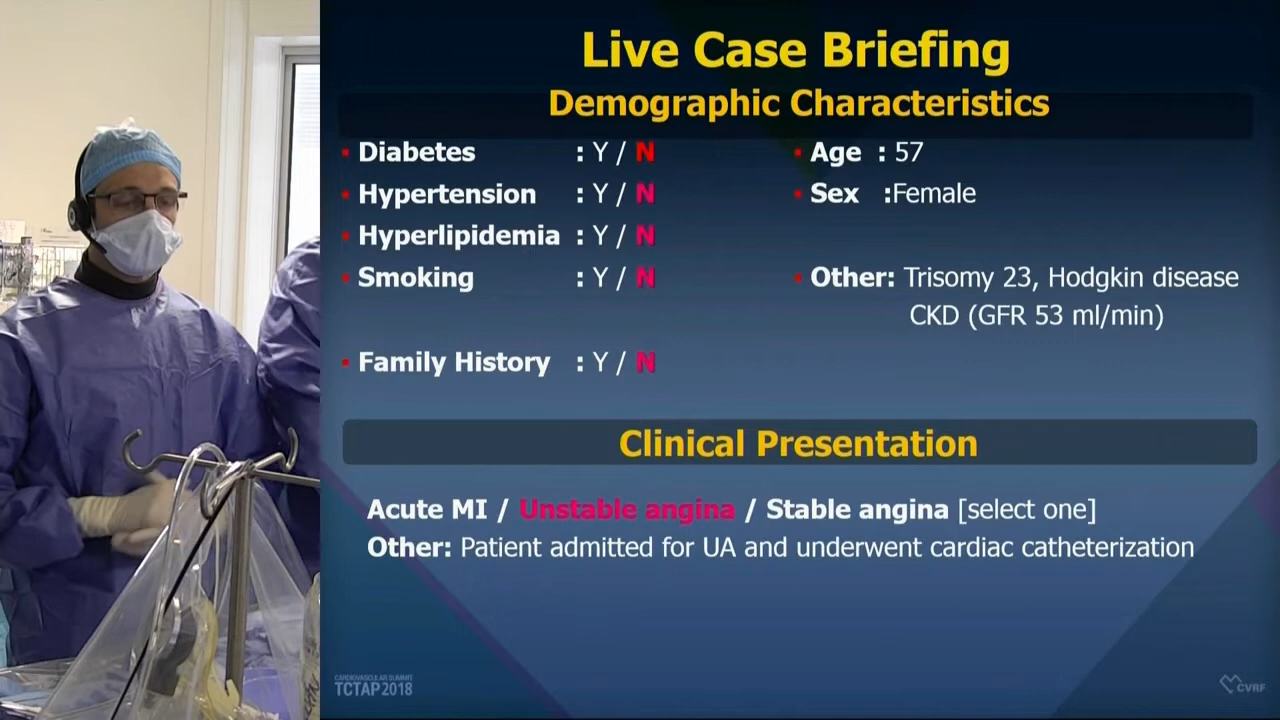 Live Case Briefing
Demographic Characteristics
▪ Diabetes : Y / N
▪ Hypertension : Y / N
▪ Hyperlipidemia : Y / N
▪ Smoking : Y / N
▪ Family History : Y / N
▪ Age : 57
▪ Sex :Female
▪ Other: Trisomy 23, Hodgkin disease
CKD (GFR 53 ml/min)
Clinical Presentation
Acute MI / Unstable angina / Stable angina [select one]
Other: Patient admitted for UA and underwent cardiac catheterization
CARDIOVASCULAR SUMMIT
TCTAP2018
CVRF